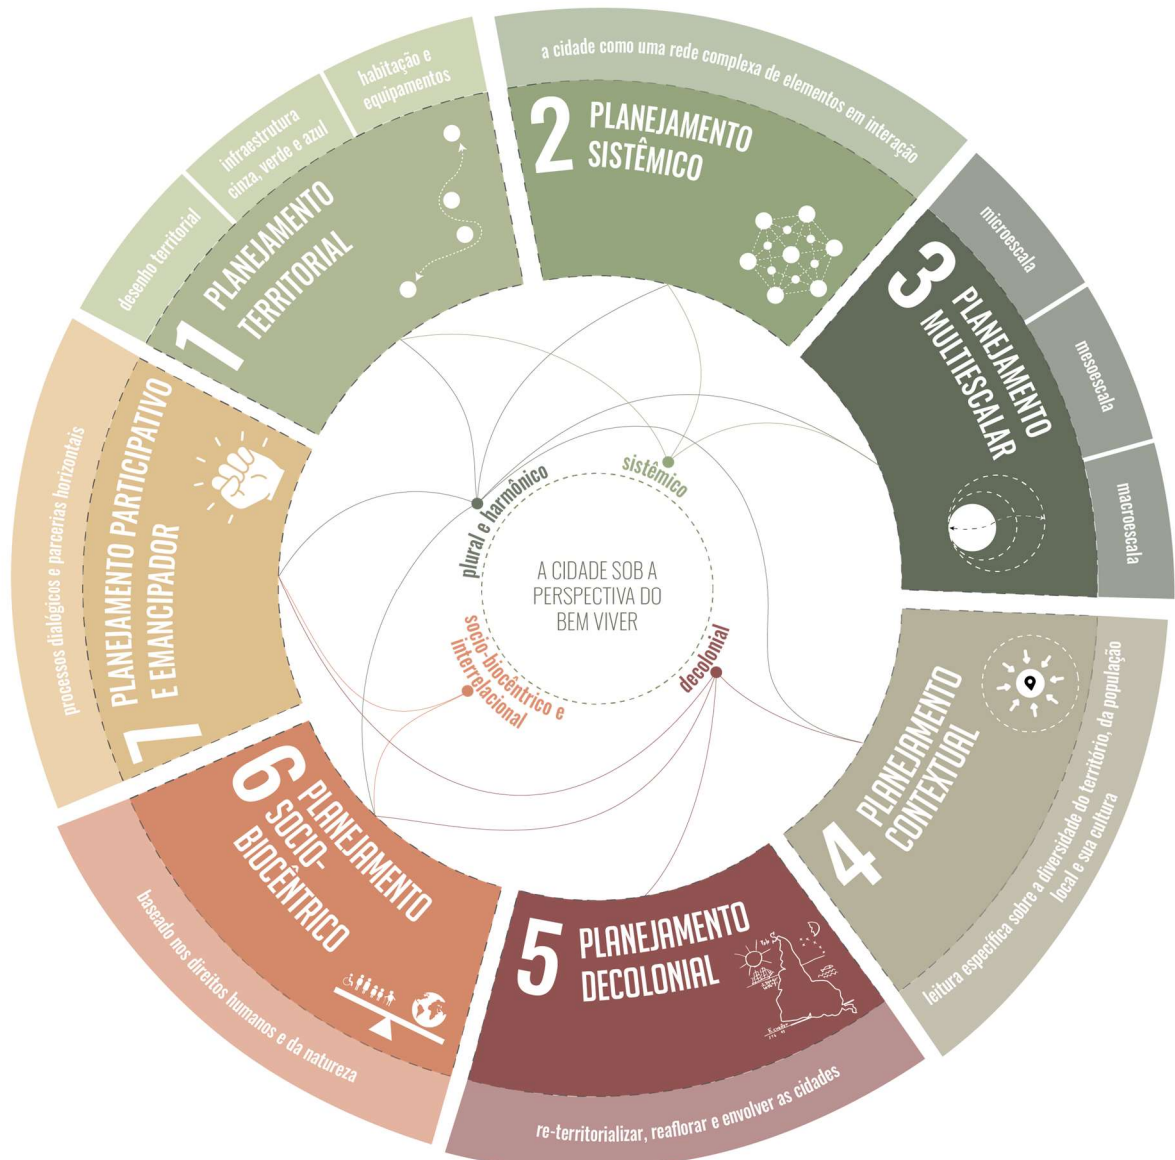 habitação e
equipamentos
infraestrutura
cinza, verde e azul
desenho territorial
1
PLANEJAMENTO
TERRITORIAL
a cidade como uma rede complexa de elementos em interação
2
PLANEJAMENTO
SISTÊMICO
microescala
mesoescala
macroescala
3
PLANEJAMENTO
MULTIESCALAR
leitura específica sobre a diversidade do território, da população
local e sua cultura
4
PLANEJAMENTO
CONTEXTUAL
5
PLANEJAMENTO
DECOLONIAL
re-territorializar, reaflorar e envolver as cidades
6
PLANEJAMENTO
SOCIO-
BIOCÊNTRICO
baseado nos direitos humanos e da natureza
7
PLANEJAMENTO PARTICIPATIVO
E EMANCIPADOR
processos dialógicos e parcerias horizontais
plural e harmônico
sistêmico
decolonial
socio-biocêntrico e
interrelacional
A CIDADE SOB A
PERSPECTIVA DO
BEM VIVER